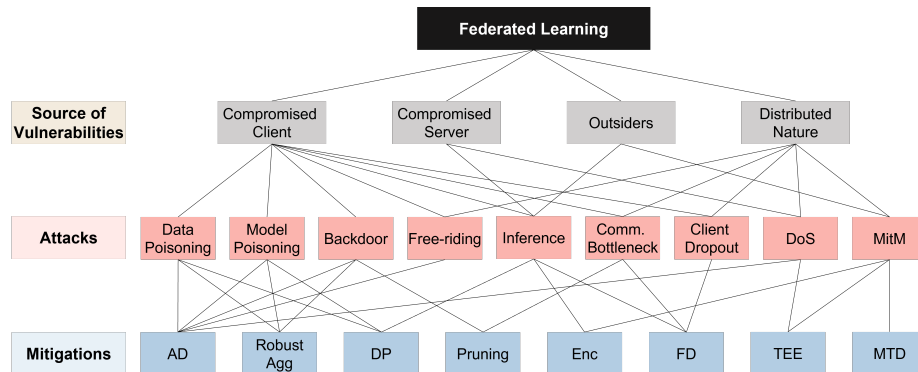 Federated Learning
Source of
Vulnerabilities
Compromised
Client
Compromised
Server
Outsiders
Distributed
Nature
Attacks
Data
Poisoning
Model
Poisoning
Backdoor
Free-riding
Inference
Comm.
Bottleneck
Client
Dropout
DoS
MitM
Mitigations
AD
Robust
Agg
DP
Pruning
Enc
FD
TEE
MTD